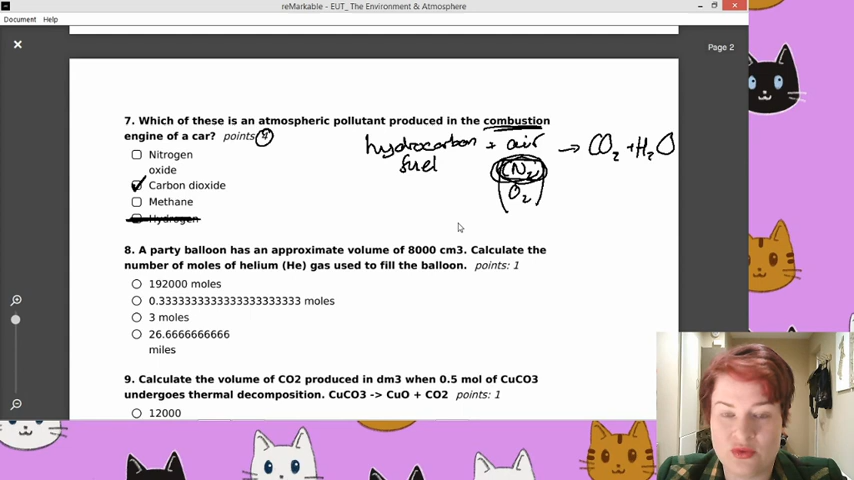 reMarkable - EUT_ The Environment & Atmosphere
Document Help
Page 2
7. Which of these is an atmospheric pollutant produced in the combustion
engine of a car? points: 4
hydrocarbon + air → CO2 + H2O
fuel
(N2)
(O2)
Nitrogen
oxide
Carbon dioxide
Methane
Hydrogen
8. A party balloon has an approximate volume of 8000 cm3. Calculate the
number of moles of helium (He) gas used to fill the balloon. points: 1
192000 moles
0.3333333333333333333333 moles
3 moles
26.6666666666
miles
9. Calculate the volume of CO2 produced in dm3 when 0.5 mol of CuCO3
undergoes thermal decomposition. CuCO3 -> CuO + CO2 points: 1
12000